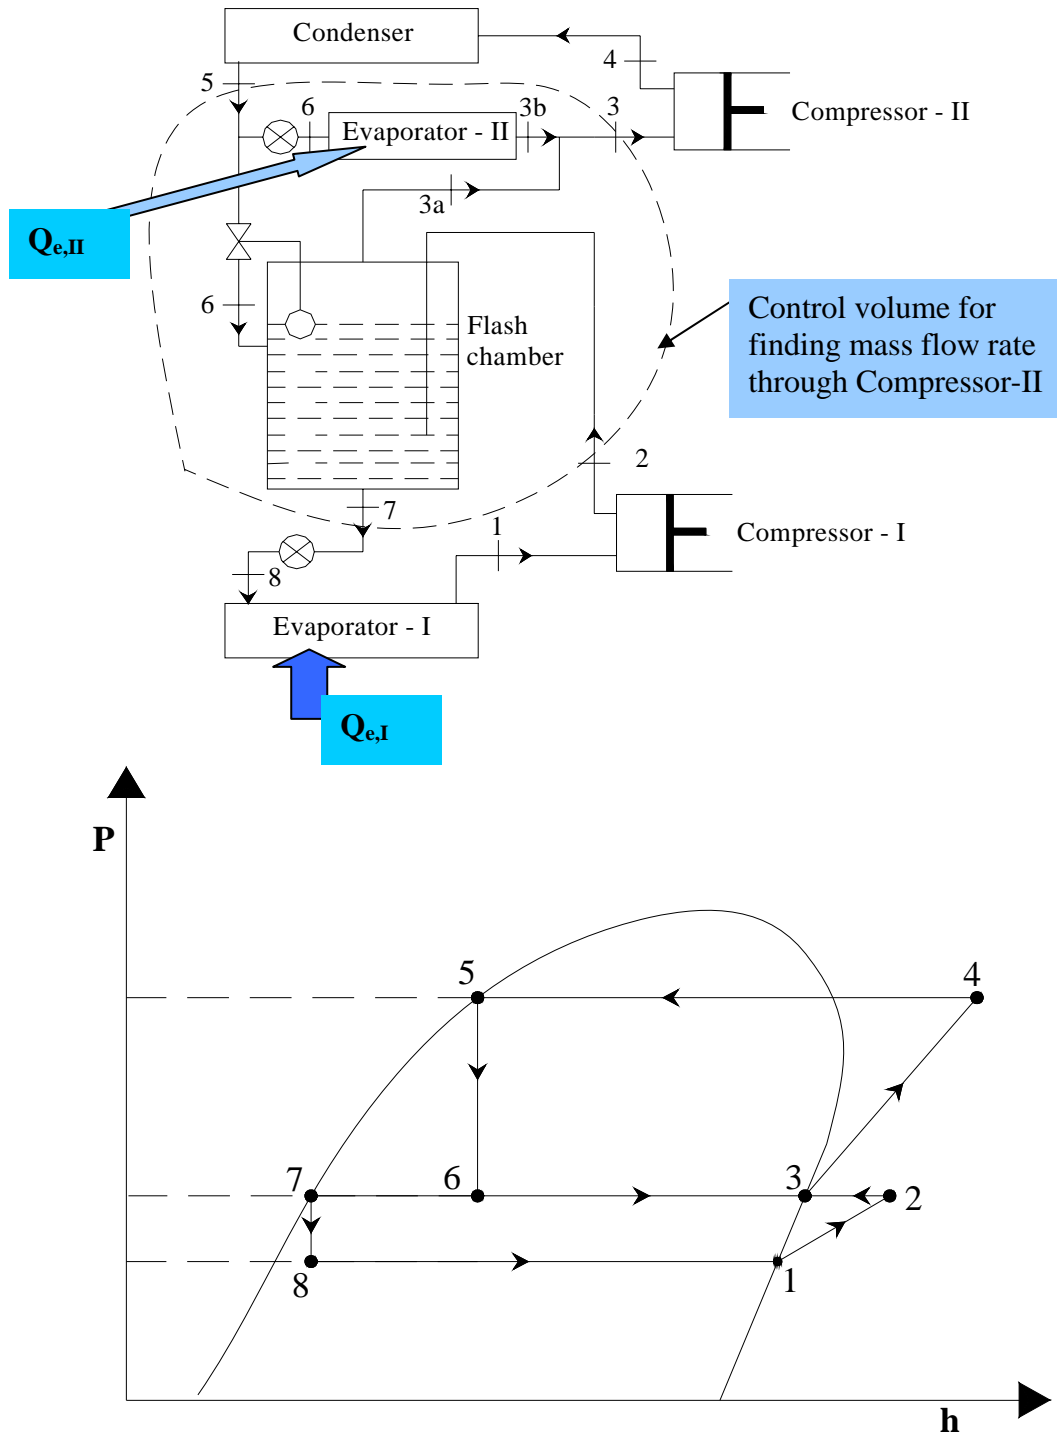 Condenser
4
5
Compressor - II
6
Evaporator - II
3b
3
3a
Qe,II
6
Flash
chamber
Control volume for
finding mass flow rate
through Compressor-II
2
7
1
Compressor - I
8
Evaporator - I
Qe,I
P
5
4
7
6
3
2
8
1
h